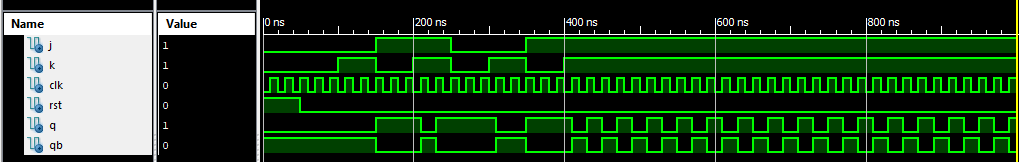 Name Value 0 ns 200 ns 400 ns 600 ns 800 ns
j 1
k 1
clk 0
rst 0
q 1
qb 0